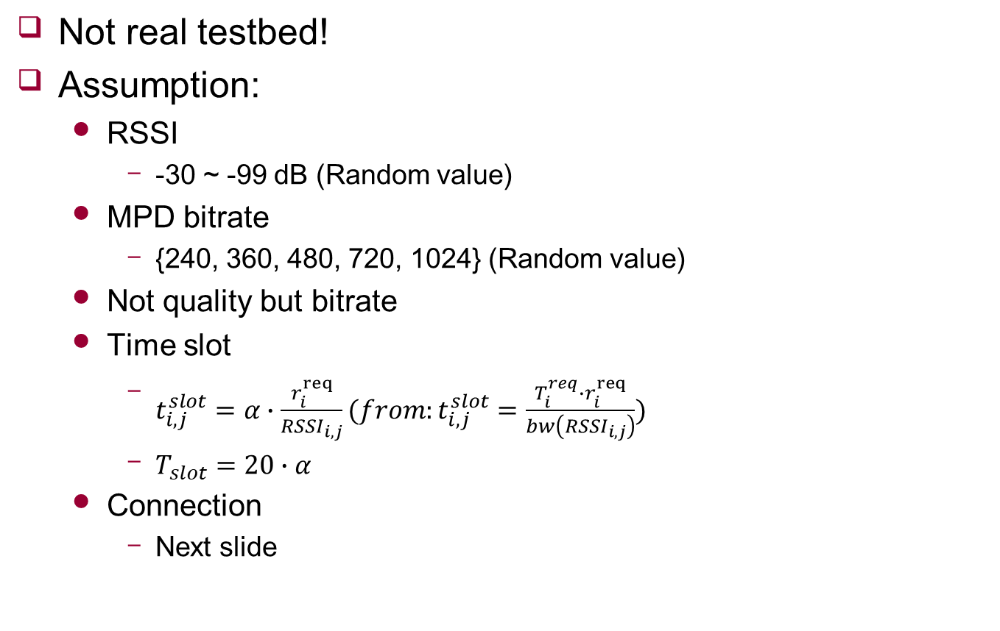 ❑ Not real testbed!
❑ Assumption:
● RSSI
– -30 ~ -99 dB (Random value)
● MPD bitrate
– {240, 360, 480, 720, 1024} (Random value)
● Not quality but bitrate
● Time slot
– $t_{i,j}^{slot} = \alpha \cdot \frac{r_i^{\text{req}}}{RSSI_{i,j}} (from: t_{i,j}^{slot} = \frac{T_i^{req} \cdot r_i^{\text{req}}}{bw(RSSI_{i,j})})$
– $T_{slot} = 20 \cdot \alpha$
● Connection
– Next slide